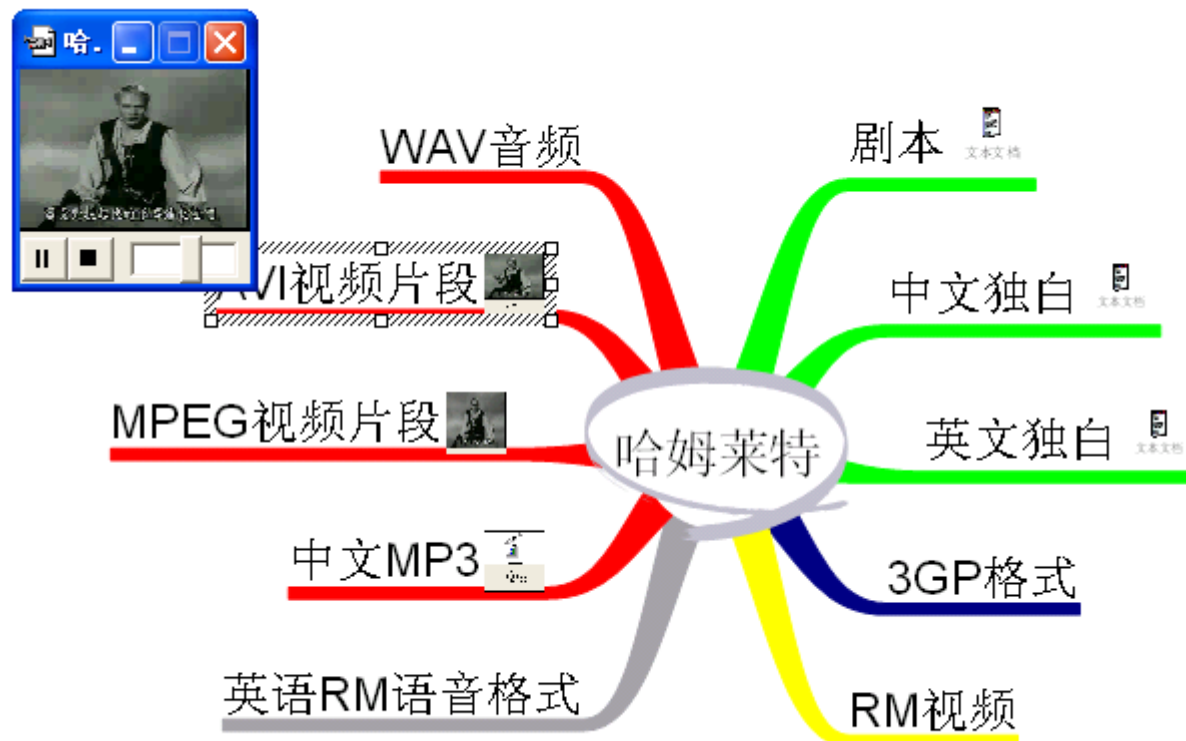 哈.
WAV音频
剧本
文本文档
AVI视频片段
中文独白
文本文档
MPEG视频片段
哈姆莱特
英文独白
文本文档
中文MP3
3GP格式
英语RM语音格式
RM视频